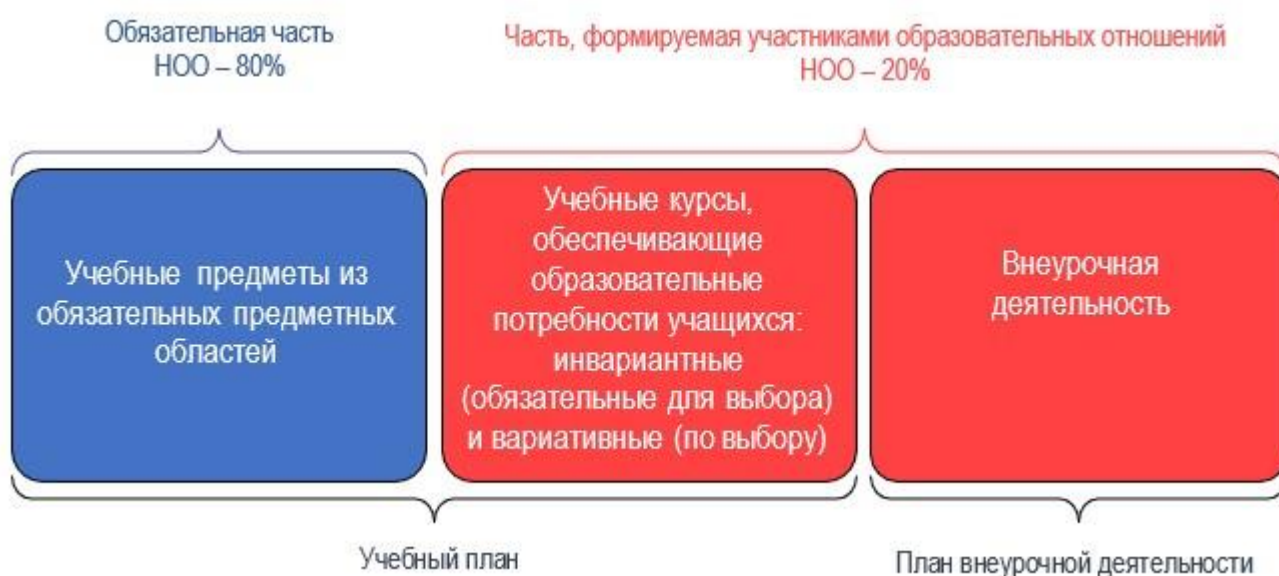 Обязательная часть
НОО – 80%
Часть, формируемая участниками образовательных отношений
НОО – 20%
Учебные предметы из
обязательных предметных
областей
Учебные курсы,
обеспечивающие
образовательные
потребности учащихся:
инвариантные
(обязательные для выбора)
и вариативные (по выбору)
Внеурочная
деятельность
Учебный план
План внеурочной деятельности